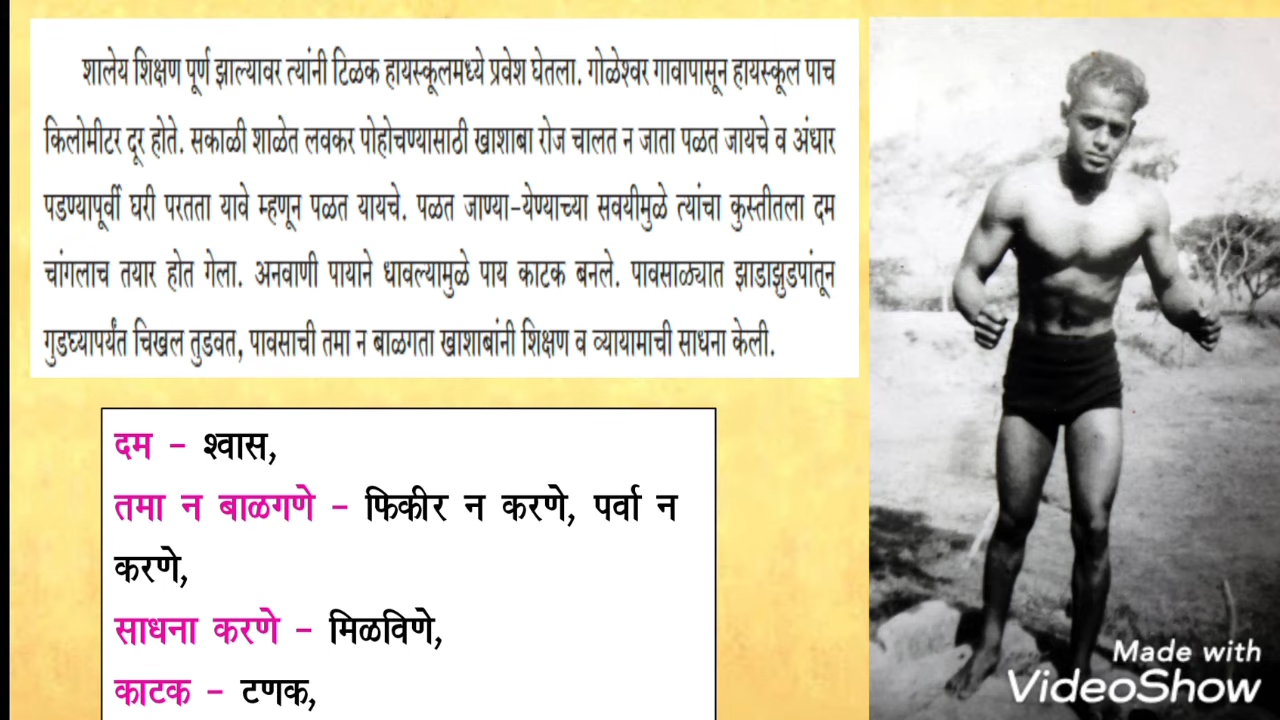 शालेय शिक्षण पूर्ण झाल्यावर त्यांनी टिळक हायस्कूलमध्ये प्रवेश घेतला. गोळेश्वर गावापासून हायस्कूल पाच
किलोमीटर दूर होते. सकाळी शाळेत लवकर पोहोचण्यासाठी खाशाबा रोज चालत न जाता पळत जायचे व अंधार
पडण्यापूर्वी घरी परतता यावे म्हणून पळत यायचे. पळत जाण्या-येण्याच्या सवयीमुळे त्यांचा कुस्तीतला दम
चांगलाच तयार होत गेला. अनवाणी पायाने धावल्यामुळे पाय काटक बनले. पावसाळ्यात झाडाझुडपांतून
गुडघ्यापर्यंत चिखल तुडवत, पावसाची तमा न बाळगता खाशाबांनी शिक्षण व व्यायामाची साधना केली.
दम - श्वास,
तमा न बाळगणे - फिकीर न करणे, पर्वा न
करणे,
साधना करणे - मिळविणे,
काटक - टणक,
Made with
VideoShow